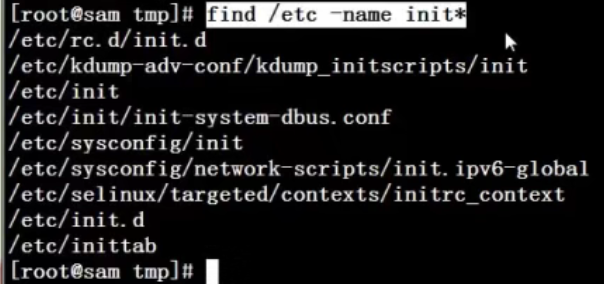 [root@sam tmp]# find /etc -name init*
/etc/rc.d/init.d
/etc/kdump-adv-conf/kdump_initscripts/init
/etc/init
/etc/init/init-system-dbus.conf
/etc/sysconfig/init
/etc/sysconfig/network-scripts/init.ipv6-global
/etc/selinux/targeted/contexts/initrc_context
/etc/init.d
/etc/inittab
[root@sam tmp]#